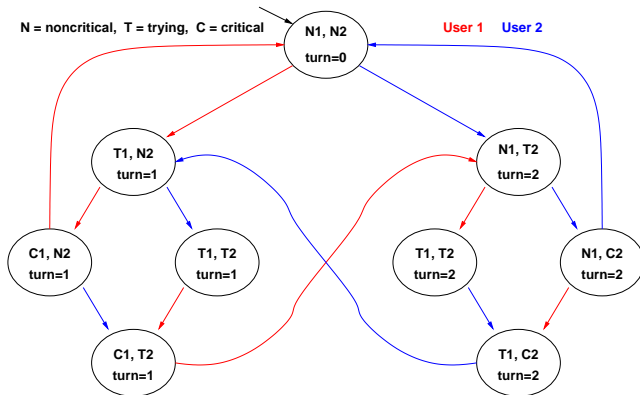 N = noncritical, T = trying, C = critical
User 1 User 2
N1, N2
turn=0
T1, N2
turn=1
N1, T2
turn=2
C1, N2
turn=1
T1, T2
turn=1
T1, T2
turn=2
N1, C2
turn=2
C1, T2
turn=1
T1, C2
turn=2